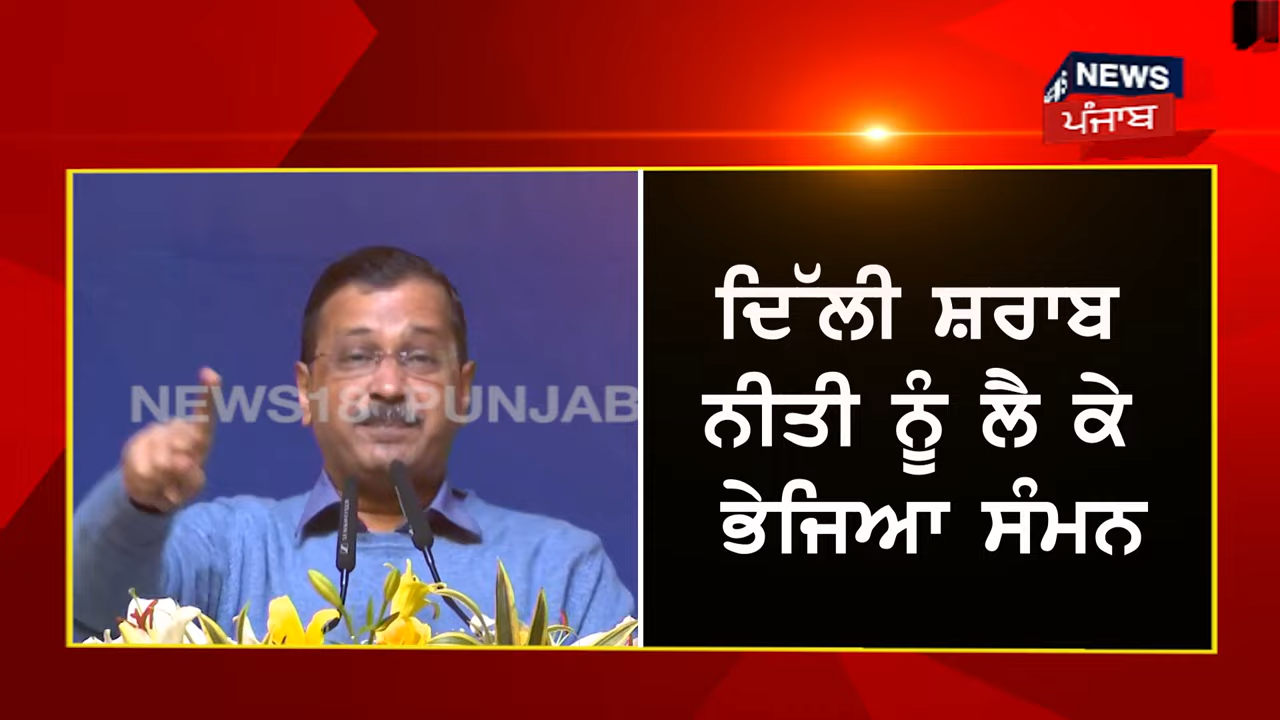 NEWS
ਪੰਜਾਬ
NEWS18 PUNJAB
ਦਿੱਲੀ ਸ਼ਰਾਬ
ਨੀਤੀ ਨੂੰ ਲੈ ਕੇ
ਭੇਜਿਆ ਸੰਮਨ